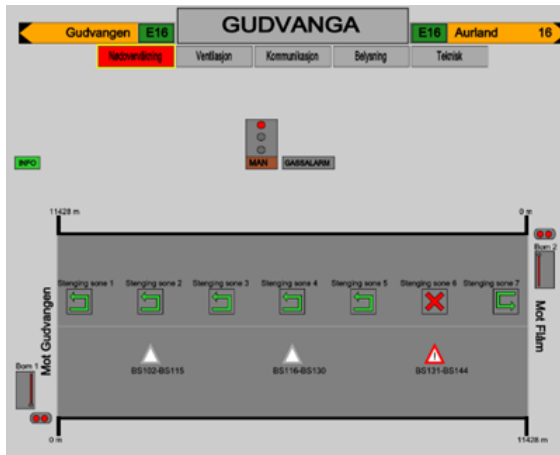 GUDVANGA
Gudvangen E16
E16 Aurland 16
Nødovervåkning Ventilasjon Kommunikasjon Belysning Teknisk
INFO
MAN GASSALARM
11428 m
0 m
Bom 2
Stenging sone 1 Stenging sone 2 Stenging sone 3 Stenging sone 4 Stenging sone 5 Stenging sone 6 Stenging sone 7
Mot Gudvangen
Mot Flåm
BS102-BS115 BS116-BS130 BS131-BS144
Bom 1
0 m
11428 m